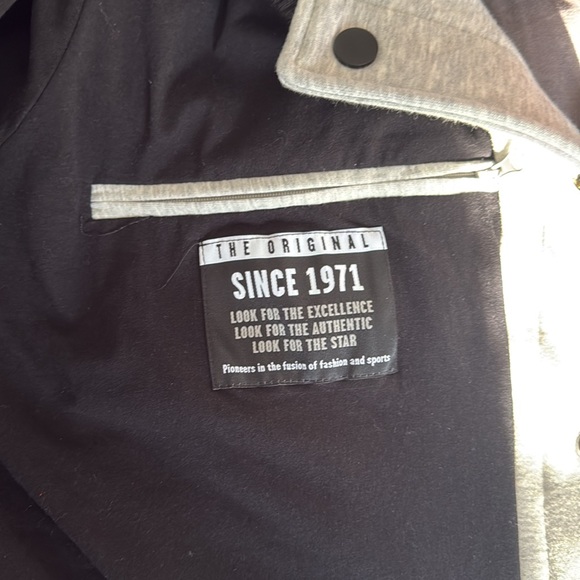 THE ORIGINAL
SINCE 1971
LOOK FOR THE EXCELLENCE
LOOK FOR THE AUTHENTIC
LOOK FOR THE STAR
Pioneers in the fusion of fashion and sports